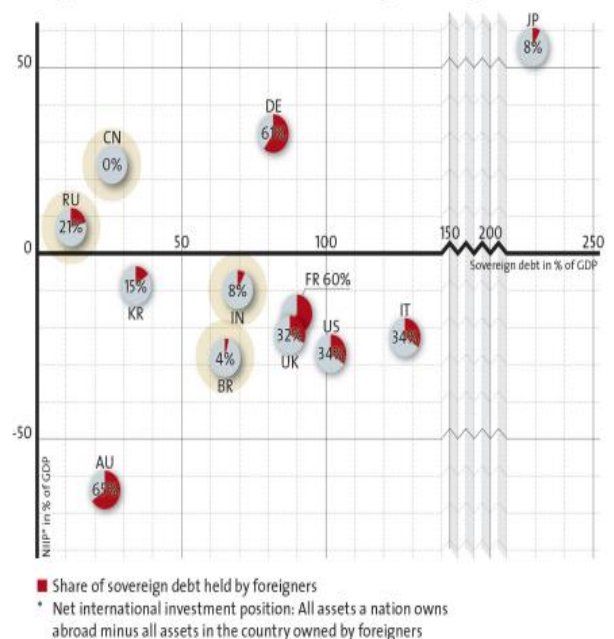 JP
8%
50
DE
61%
CN
0%
RU
21%
150 200
50 100 250
0
Sovereign debt in % of GDP
15%
KR
8%
IN
FR 60%
32%
UK
US
34%
IT
34%
4%
BR
-50
AU
65%
NIIP* in % of GDP
Share of sovereign debt held by foreigners
* Net international investment position: All assets a nation owns
abroad minus all assets in the country owned by foreigners